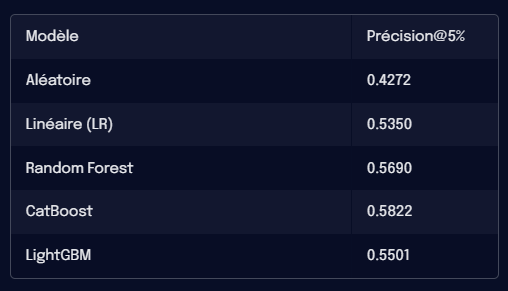 Modèle Précision@5%
Aléatoire 0.4272
Linéaire (LR) 0.5350
Random Forest 0.5690
CatBoost 0.5822
LightGBM 0.5501